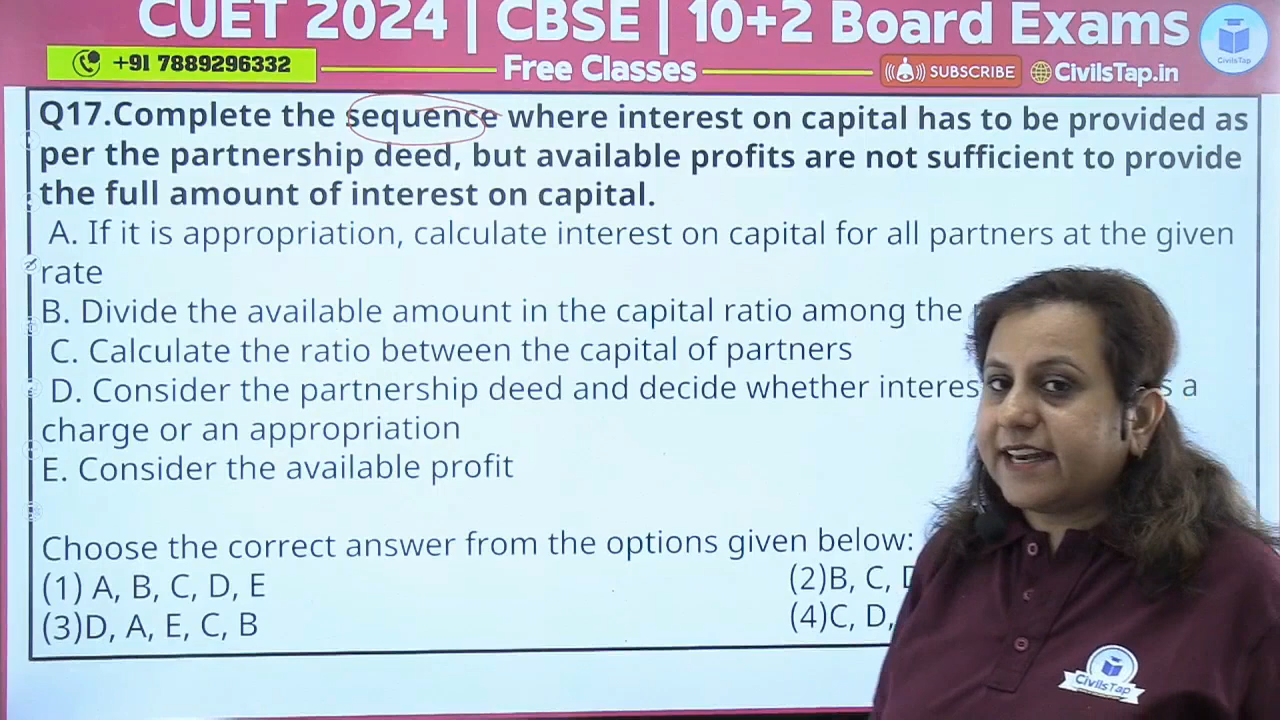 CUET 2024 | CBSE | 10+2 Board Exams
+91 7889296332
Free Classes
SUBSCRIBE
CivilsTap.in
CivilsTap
Q17.Complete the sequence where interest on capital has to be provided as
per the partnership deed, but available profits are not sufficient to provide
the full amount of interest on capital.
A. If it is appropriation, calculate interest on capital for all partners at the given
rate
B. Divide the available amount in the capital ratio among the
C. Calculate the ratio between the capital of partners
D. Consider the partnership deed and decide whether a
charge or an appropriation
E. Consider the available profit
Choose the correct answer from the options given below:
(1) A, B, C, D, E
(2)B, C,
(3)D, A, E, C, B
(4)C, D,
CivilsTap